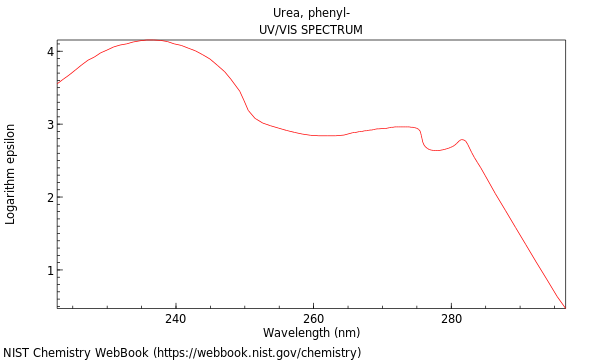 Urea, phenyl-
UV/VIS SPECTRUM
4
3
2
1
Logarithm epsilon
240
260
280
Wavelength (nm)
NIST Chemistry WebBook (https://webbook.nist.gov/chemistry)